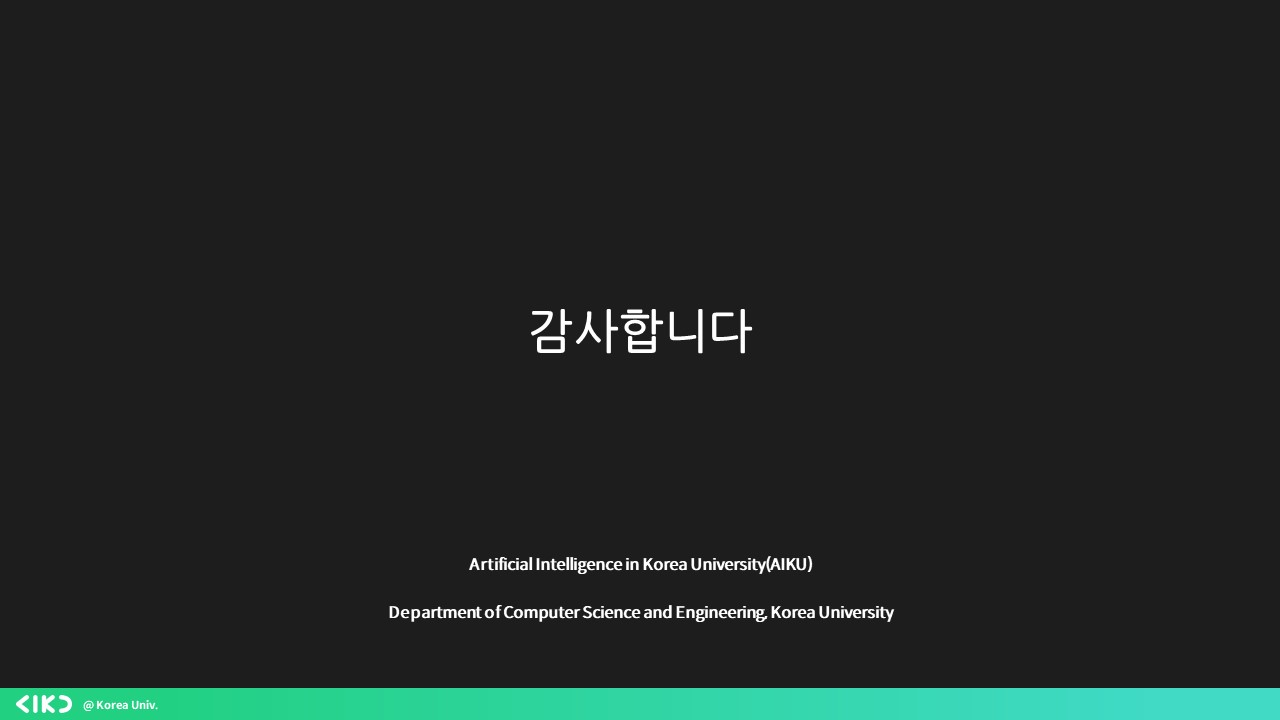 감사합니다
Artificial Intelligence in Korea University(AIKU)
Department of Computer Science and Engineering, Korea University
@ Korea Univ.